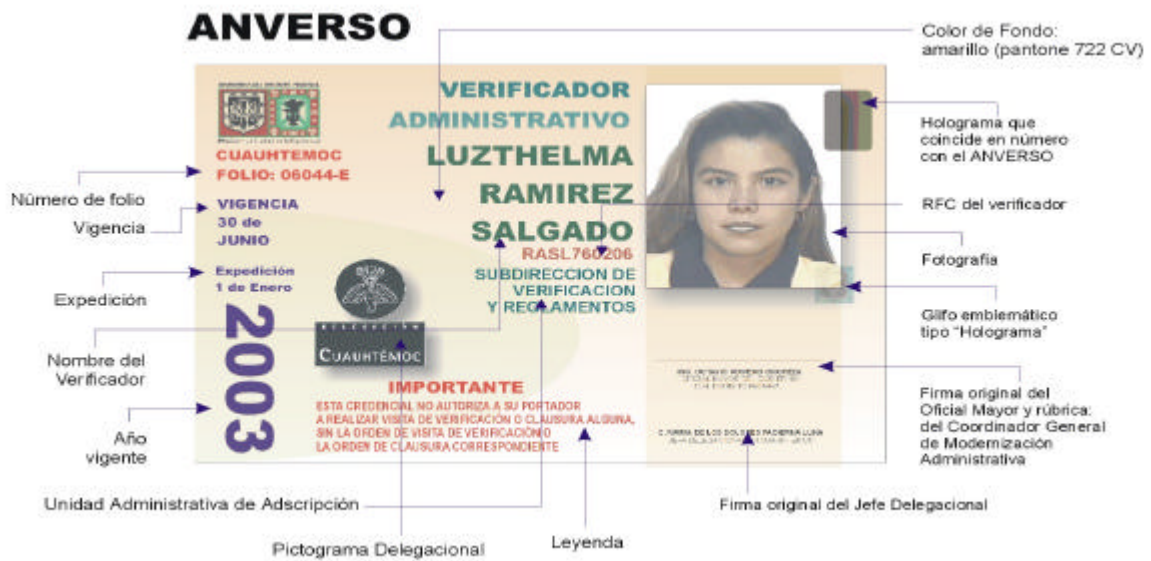 ANVERSO
Color de Fondo:
amarillo (pantone 722 CV)
VERIFICADOR
ADMINISTRATIVO
LUZTHELMA
RAMIREZ
SALGADO
RASL760206
SUBDIRECCION DE
VERIFICACION
Y REGLAMENTOS
CUAUHTEMOC
FOLIO: 06044-E
VIGENCIA
30 de
JUNIO
Expedición
1 de Enero
2003
CUAUHTÉMOC
IMPORTANTE
ESTA CREDENCIAL NO AUTORIZA A SU PORTADOR
A REALIZAR VISITA DE VERIFICACIÓN O CLAUSURA ALGUNA,
SIN LA ORDEN DE VISITA DE VERIFICACIÓN O
LA ORDEN DE CLAUSURA CORRESPONDIENTE
Número de folio
Vigencia
Expedición
Nombre del
Verificador
Año
vigente
Unidad Administrativa de Adscripción
Pictograma Delegacional
Leyenda
Holograma que
coincide en número
con el ANVERSO
RFC del verificador
Fotografía
Glifo emblemático
tipo "Holograma"
Firma original del
Oficial Mayor y rúbrica:
del Coordinador General
de Modernización
Administrativa
Firma original del Jefe Delegacional